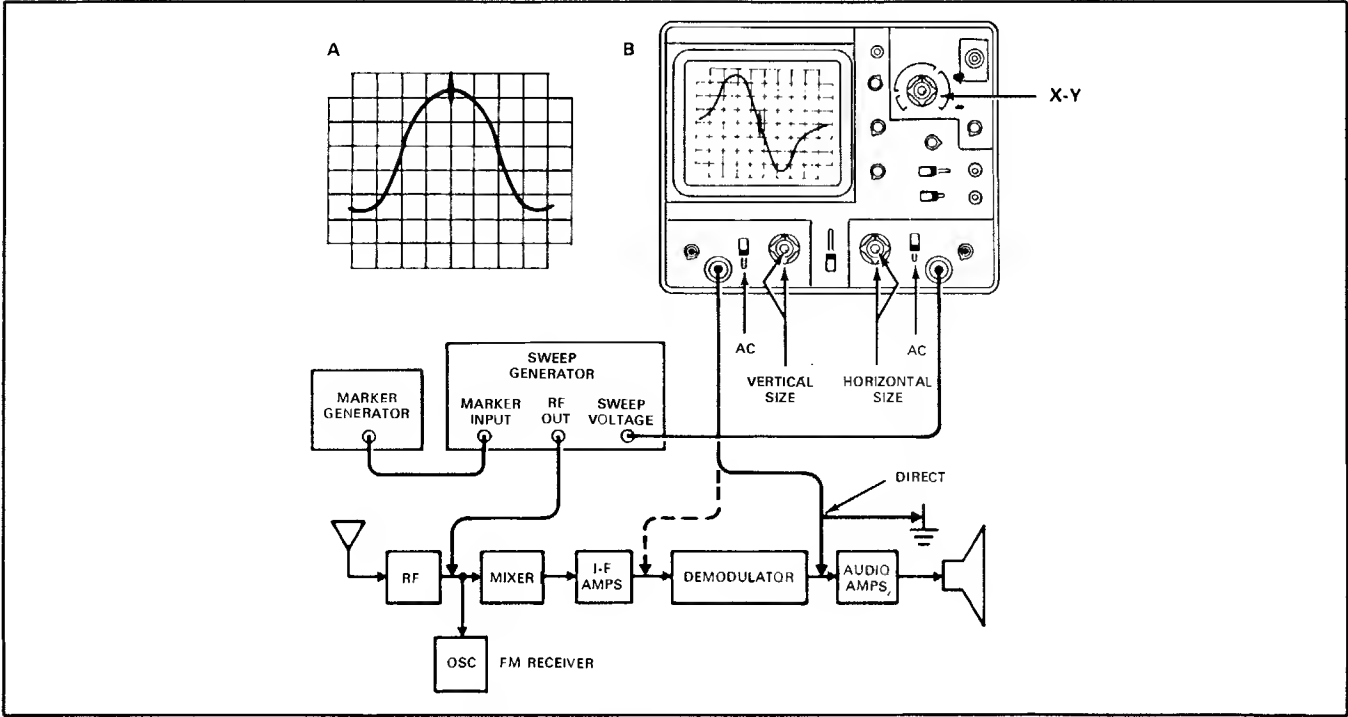 A
B
X-Y
AC
VERTICAL
SIZE
HORIZONTAL
SIZE
AC
MARKER
GENERATOR
SWEEP
GENERATOR
MARKER
INPUT
RF
OUT
SWEEP
VOLTAGE
DIRECT
RF
MIXER
I-F
AMPS
DEMODULATOR
AUDIO
AMPS,
OSC
FM RECEIVER